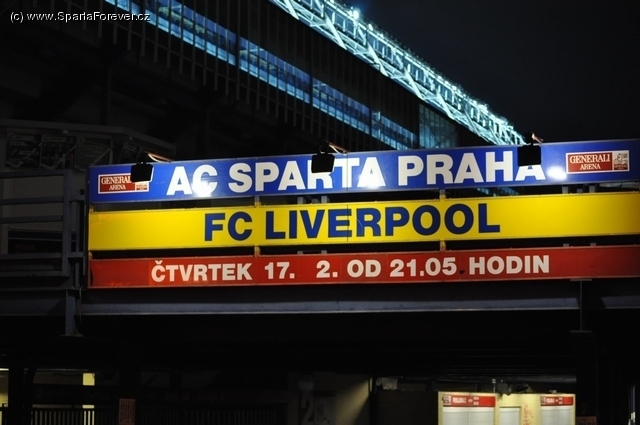 (c) www.SpartaForever.cz
GENERALI ARENA
AC SPARTA PRAHA
GENERALI ARENA
FC LIVERPOOL
ČTVRTEK 17. 2. OD 21.05 HODIN